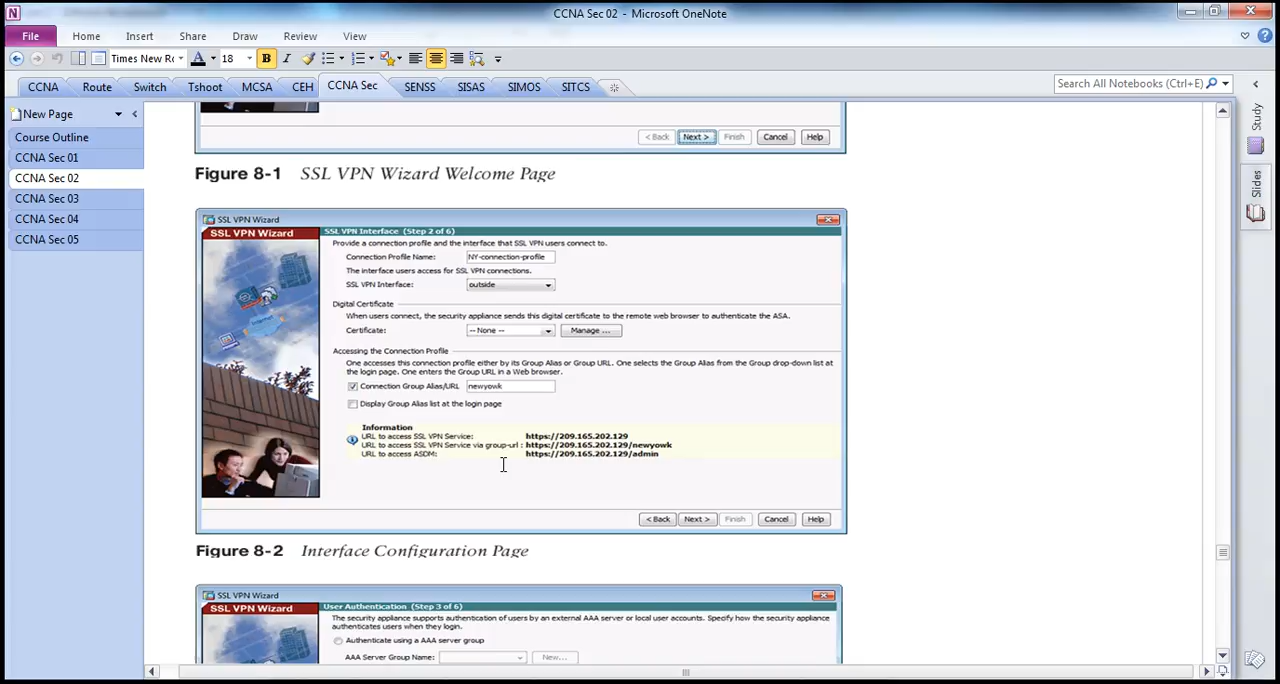 CCNA Sec 02 - Microsoft OneNote
File Home Insert Share Draw Review View
Times New Rc 18 B I
CCNA Route Switch Tshoot MCSA CEH CCNA Sec SENSS SISAS SIMOS SITCS
Search All Notebooks (Ctrl+E)
New Page
Course Outline
CCNA Sec 01
CCNA Sec 02
CCNA Sec 03
CCNA Sec 04
CCNA Sec 05
Study
Slides
< Back Next > Finish Cancel Help
Figure 8-1 SSL VPN Wizard Welcome Page
SSL VPN Wizard
SSL VPN Wizard
SSL VPN Interface (Step 2 of 6)
Provide a connection profile and the interface that SSL VPN users connect to.
Connection Profile Name: NY-connection-profile
The interface users access for SSL VPN connections.
SSL VPN Interface: outside
Digital Certificate
When users connect, the security appliance sends this digital certificate to the remote web browser to authenticate the ASA.
Certificate: -- None -- Manage ...
Accessing the Connection Profile
One accesses this connection profile either by its Group Alias or Group URL. One selects the Group Alias from the Group drop-down list at
the login page. One enters the Group URL in a Web browser.
Connection Group Alias/URL newyowk
Display Group Alias list at the login page
Information
URL to access SSL VPN Service: https://209.165.202.129
URL to access SSL VPN Service via group-url : https://209.165.202.129/newyowk
URL to access ASDM: https://209.165.202.129/admin
< Back Next > Finish Cancel Help
Figure 8-2 Interface Configuration Page
SSL VPN Wizard
SSL VPN Wizard
User Authentication (Step 3 of 6)
The security appliance supports authentication of users by an external AAA server or local user accounts. Specify how the security appliance
authenticates users when they login.
Authenticate using a AAA server group
AAA Server Group Name: New...